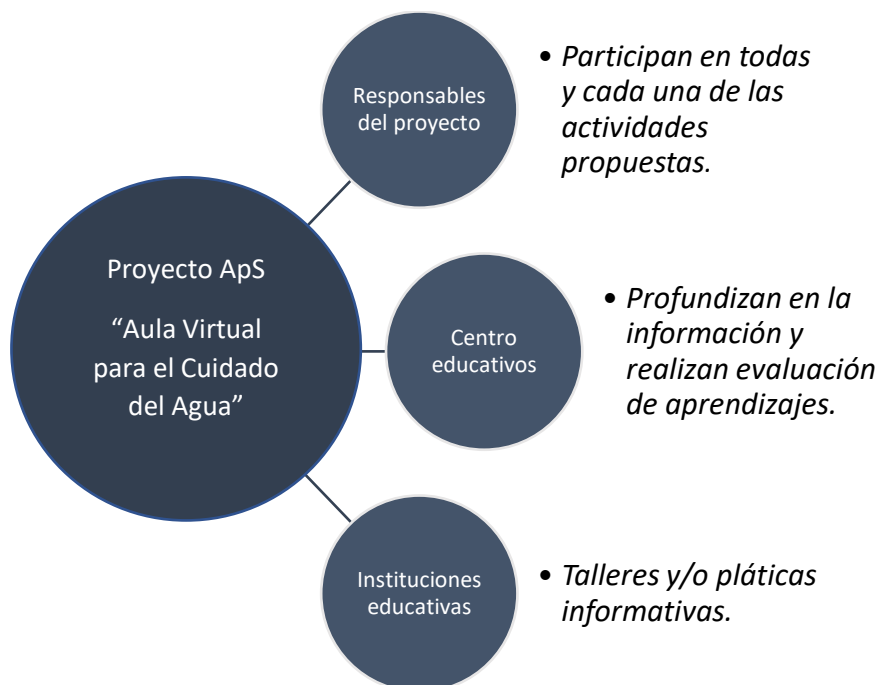 Responsables
del proyecto
• Participan en todas
y cada una de las
actividades
propuestas.
Proyecto ApS
“Aula Virtual
para el Cuidado
del Agua”
Centro
educativos
• Profundizan en la
información y
realizan evaluación
de aprendizajes.
Instituciones
educativas
• Talleres y/o pláticas
informativas.